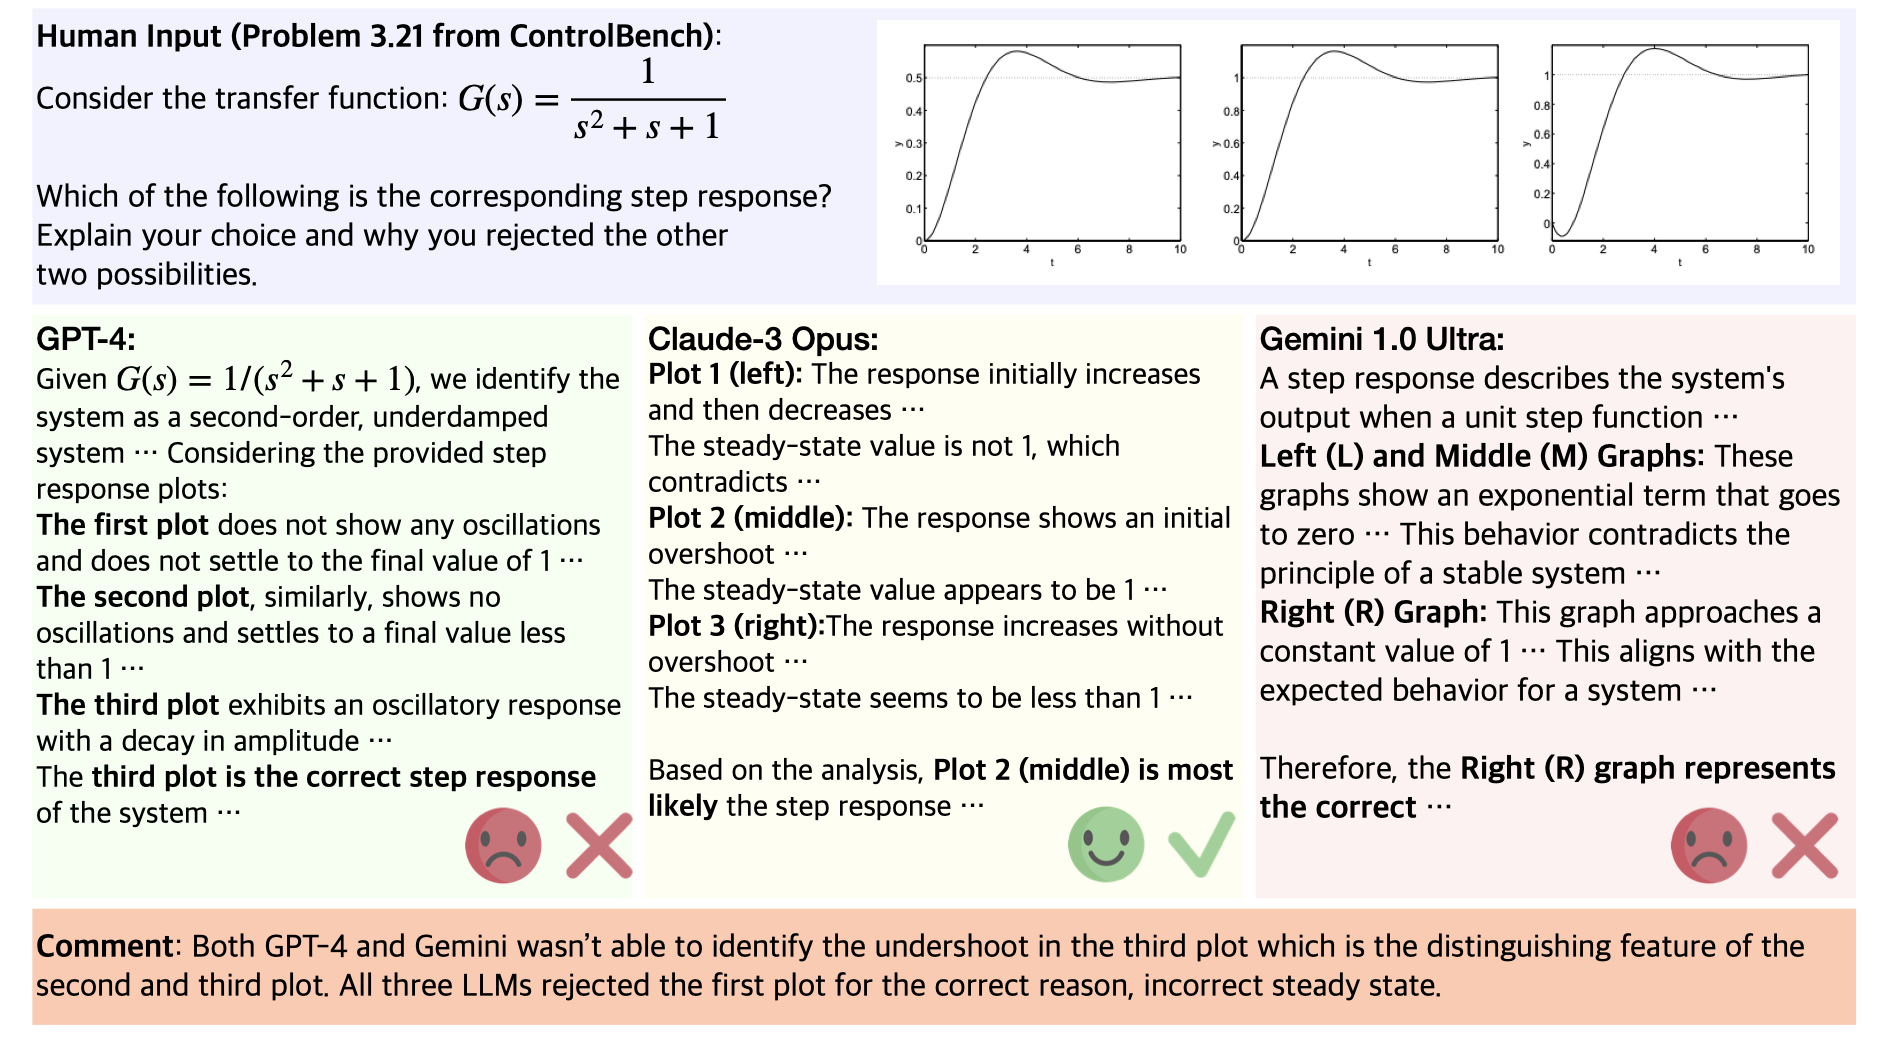 Human Input (Problem 3.21 from ControlBench):
Consider the transfer function: G(s) = 1 / (s² + s + 1)
Which of the following is the corresponding step response?
Explain your choice and why you rejected the other
two possibilities.
0.5
0.4
0.3
0.2
0.1
0
y
0 2 4 6 8 10
t
1
0.8
0.6
0.4
0.2
0
y
0 2 4 6 8 10
t
1
0.8
0.6
0.4
0.2
0
y
0 2 4 6 8 10
t
GPT-4:
Given G(s) = 1/(s² + s + 1), we identify the
system as a second-order, underdamped
system ⋯ Considering the provided step
response plots:
The first plot does not show any oscillations
and does not settle to the final value of 1 ⋯
The second plot, similarly, shows no
oscillations and settles to a final value less
than 1 ⋯
The third plot exhibits an oscillatory response
with a decay in amplitude ⋯
The third plot is the correct step response
of the system ⋯
Claude-3 Opus:
Plot 1 (left): The response initially increases
and then decreases ⋯
The steady-state value is not 1, which
contradicts ⋯
Plot 2 (middle): The response shows an initial
overshoot ⋯
The steady-state value appears to be 1 ⋯
Plot 3 (right):The response increases without
overshoot ⋯
The steady-state seems to be less than 1 ⋯
Based on the analysis, Plot 2 (middle) is most
likely the step response ⋯
Gemini 1.0 Ultra:
A step response describes the system's
output when a unit step function ⋯
Left (L) and Middle (M) Graphs: These
graphs show an exponential term that goes
to zero ⋯ This behavior contradicts the
principle of a stable system ⋯
Right (R) Graph: This graph approaches a
constant value of 1 ⋯ This aligns with the
expected behavior for a system ⋯
Therefore, the Right (R) graph represents
the correct ⋯
Comment: Both GPT-4 and Gemini wasn't able to identify the undershoot in the third plot which is the distinguishing feature of the
second and third plot. All three LLMs rejected the first plot for the correct reason, incorrect steady state.